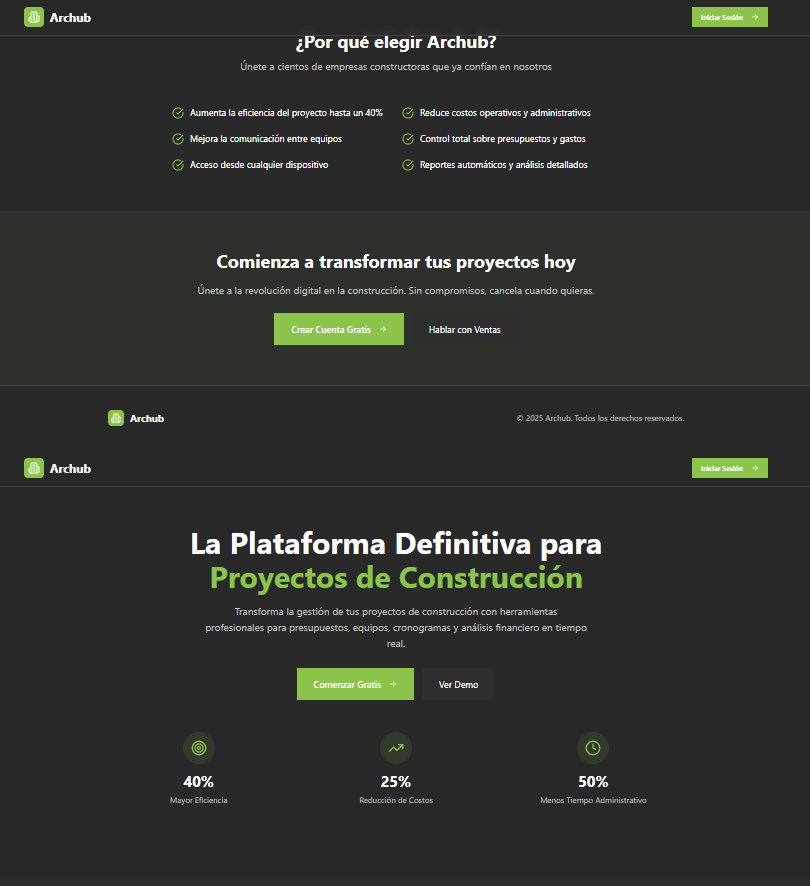 Archub
Iniciar Sesión
¿Por qué elegir Archub?
Únete a cientos de empresas constructoras que ya confían en nosotros
Aumenta la eficiencia del proyecto hasta un 40%
Reduce costos operativos y administrativos
Mejora la comunicación entre equipos
Control total sobre presupuestos y gastos
Acceso desde cualquier dispositivo
Reportes automáticos y análisis detallados
Comienza a transformar tus proyectos hoy
Únete a la revolución digital en la construcción. Sin compromisos, cancela cuando quieras.
Crear Cuenta Gratis
Hablar con Ventas
Archub
© 2025 Archub. Todos los derechos reservados.
Archub
Iniciar Sesión
La Plataforma Definitiva para
Proyectos de Construcción
Transforma la gestión de tus proyectos de construcción con herramientas
profesionales para presupuestos, equipos, cronogramas y análisis financiero en tiempo
real.
Comenzar Gratis
Ver Demo
40%
Mayor Eficiencia
25%
Reducción de Costos
50%
Menos Tiempo Administrativo